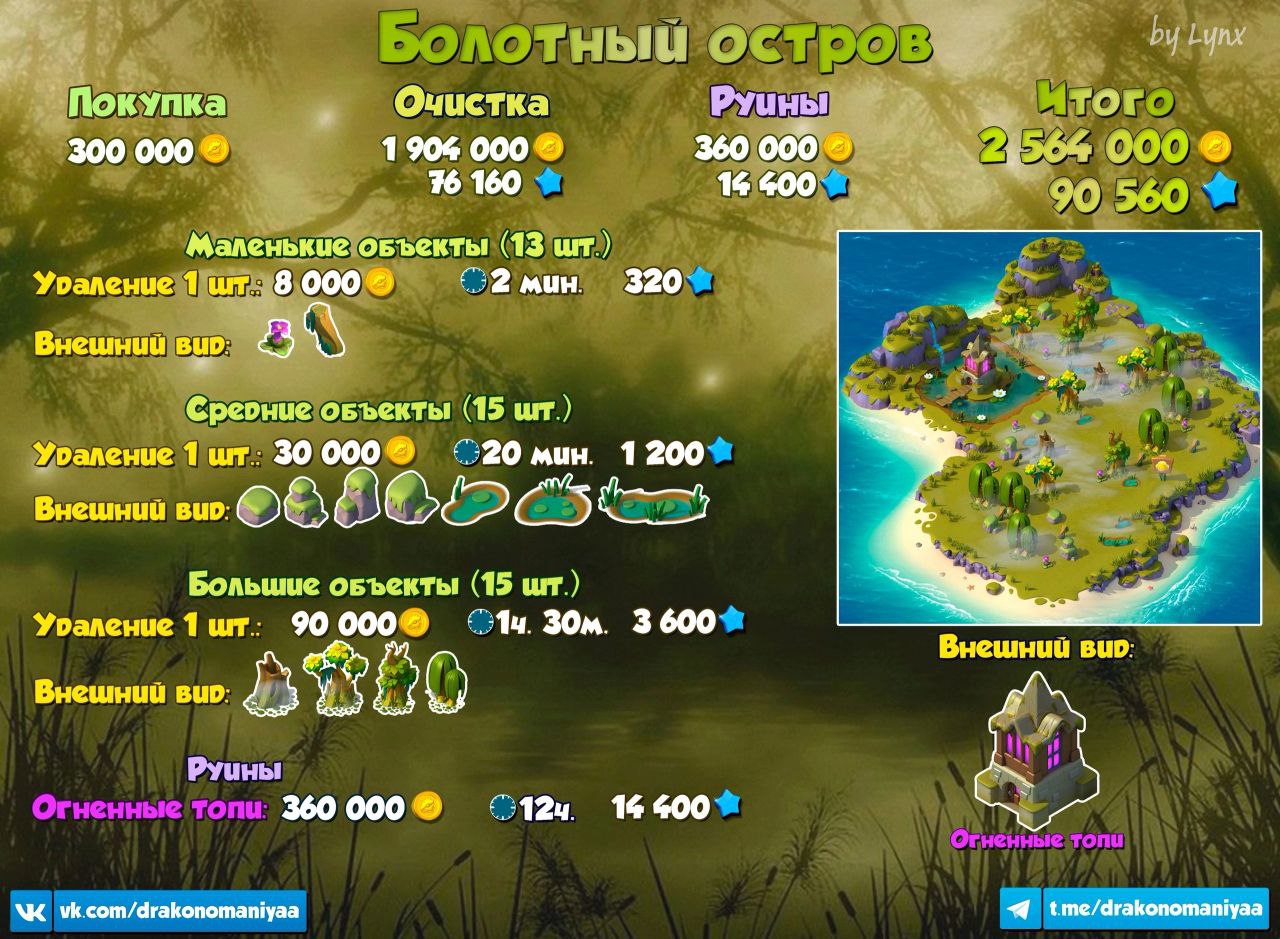 Болотный остров
by Lynx
Покупка
300 000
Очистка
1 904 000
76 160
Руины
360 000
14 400
Итого
2 564 000
90 560
Маленькие объекты (13 шт.)
Удаление 1 шт.: 8 000 2 мин. 320
Внешний вид:
Средние объекты (15 шт.)
Удаление 1 шт.: 30 000 20 мин. 1 200
Внешний вид:
Большие объекты (15 шт.)
Удаление 1 шт.: 90 000 1ч. 30м. 3 600
Внешний вид:
Руины
Огненные топи: 360 000 12ч. 14 400
Внешний вид:
Огненные топи
vk.com/drakonomaniyaa
t.me/drakonomaniyaa